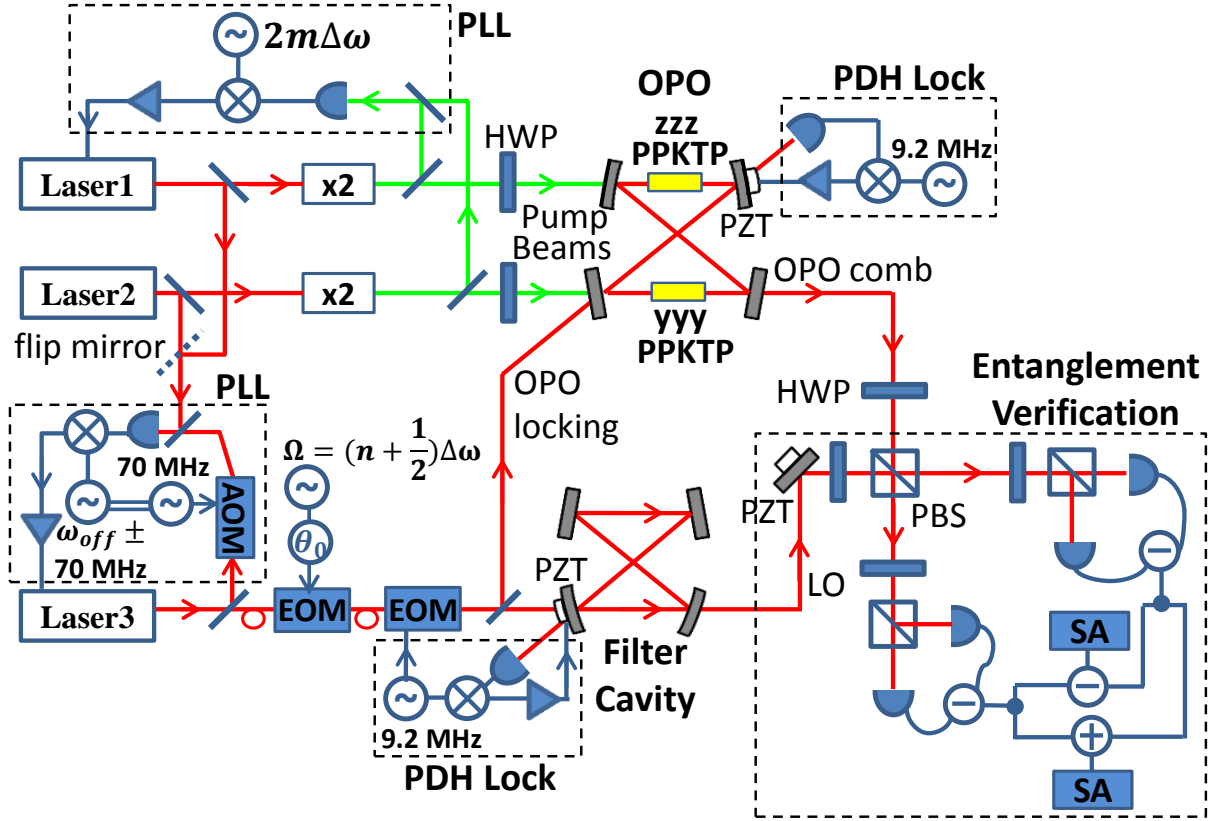 PLL
~
2mΔω
PDH Lock
OPO
zzz
PPKTP
HWP
9.2 MHz
~
Laser1
x2
Pump
Beams
PZT
Laser2
x2
OPO comb
yyy
PPKTP
flip mirror
PLL
OPO
locking
HWP
Entanglement
Verification
70 MHz
Ω = (n + 1/2)Δω
~
~
~
AOM
ω_off ±
70 MHz
θ₀
PZT
PBS
PZT
LO
Laser3
EOM
EOM
Filter
Cavity
~
9.2 MHz
PDH Lock
−
SA
−
−
+
SA